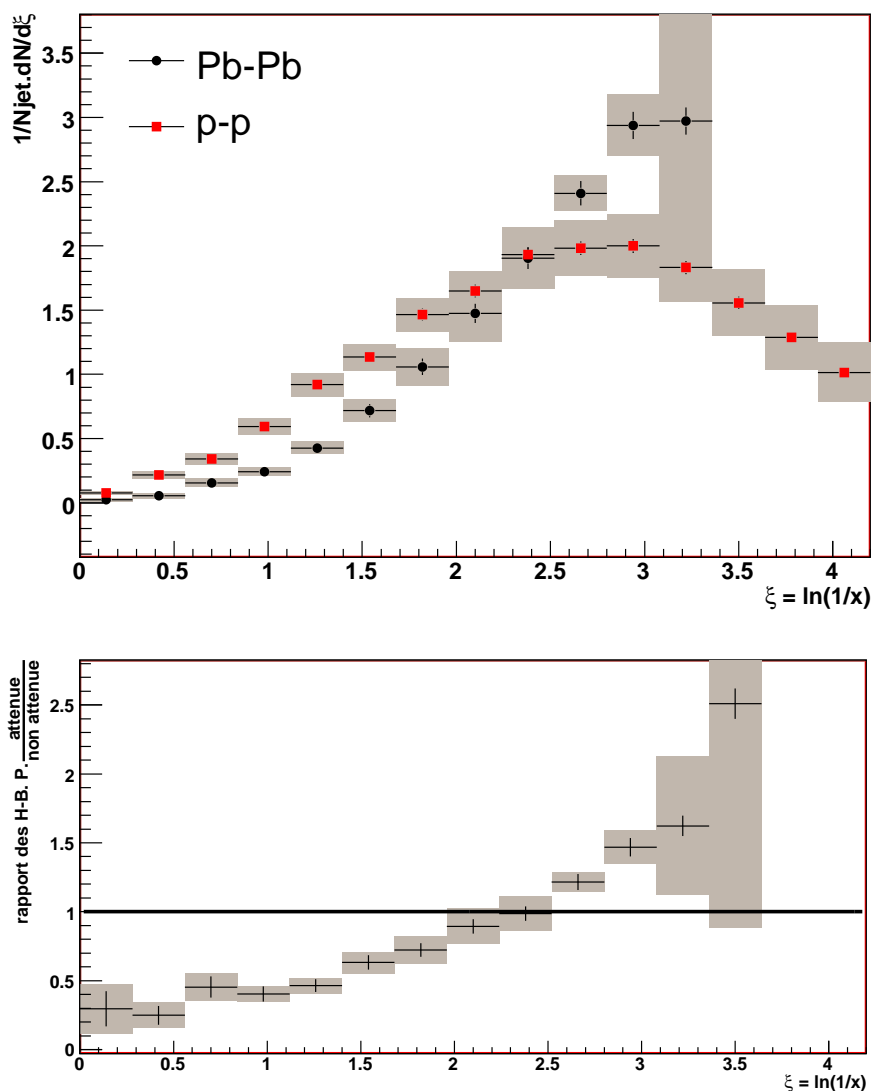 1/Njet.dN/dξ
3.5
3
2.5
2
1.5
1
0.5
0
Pb-Pb
p-p
0 0.5 1 1.5 2 2.5 3 3.5 4
ξ = ln(1/x)
rapport des H-B. P. attenue
non attenue
2.5
2
1.5
1
0.5
0
0 0.5 1 1.5 2 2.5 3 3.5 4
ξ = ln(1/x)